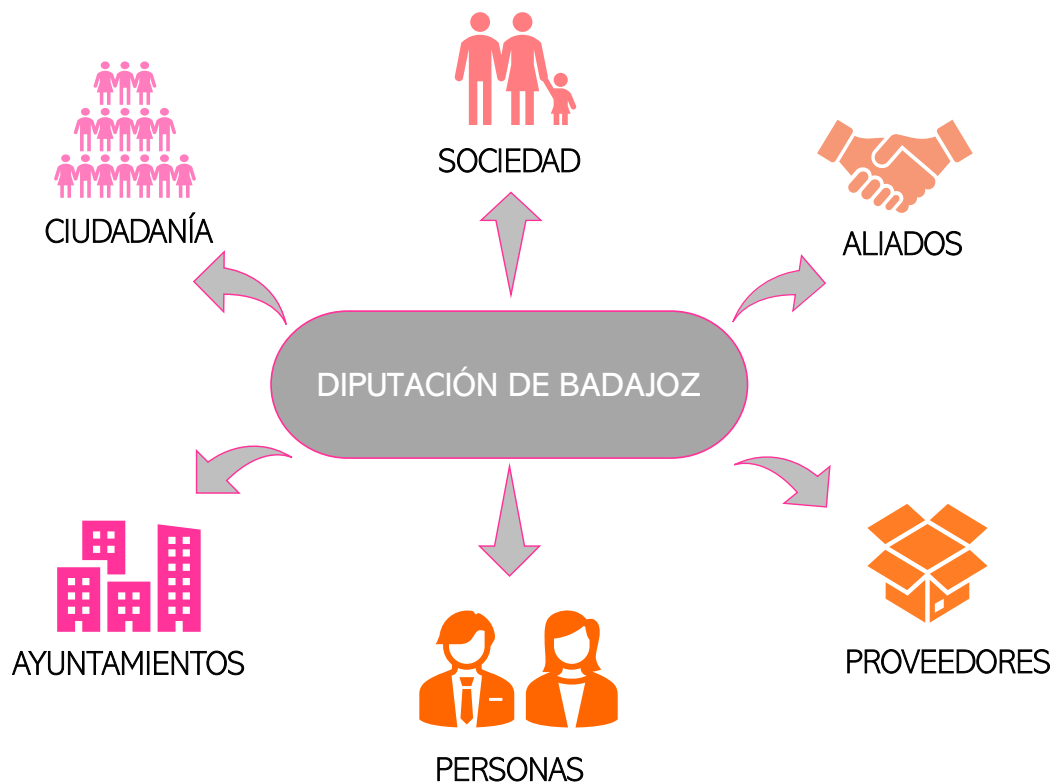 SOCIEDAD
CIUDADANÍA
ALIADOS
DIPUTACIÓN DE BADAJOZ
AYUNTAMIENTOS
PROVEEDORES
PERSONAS